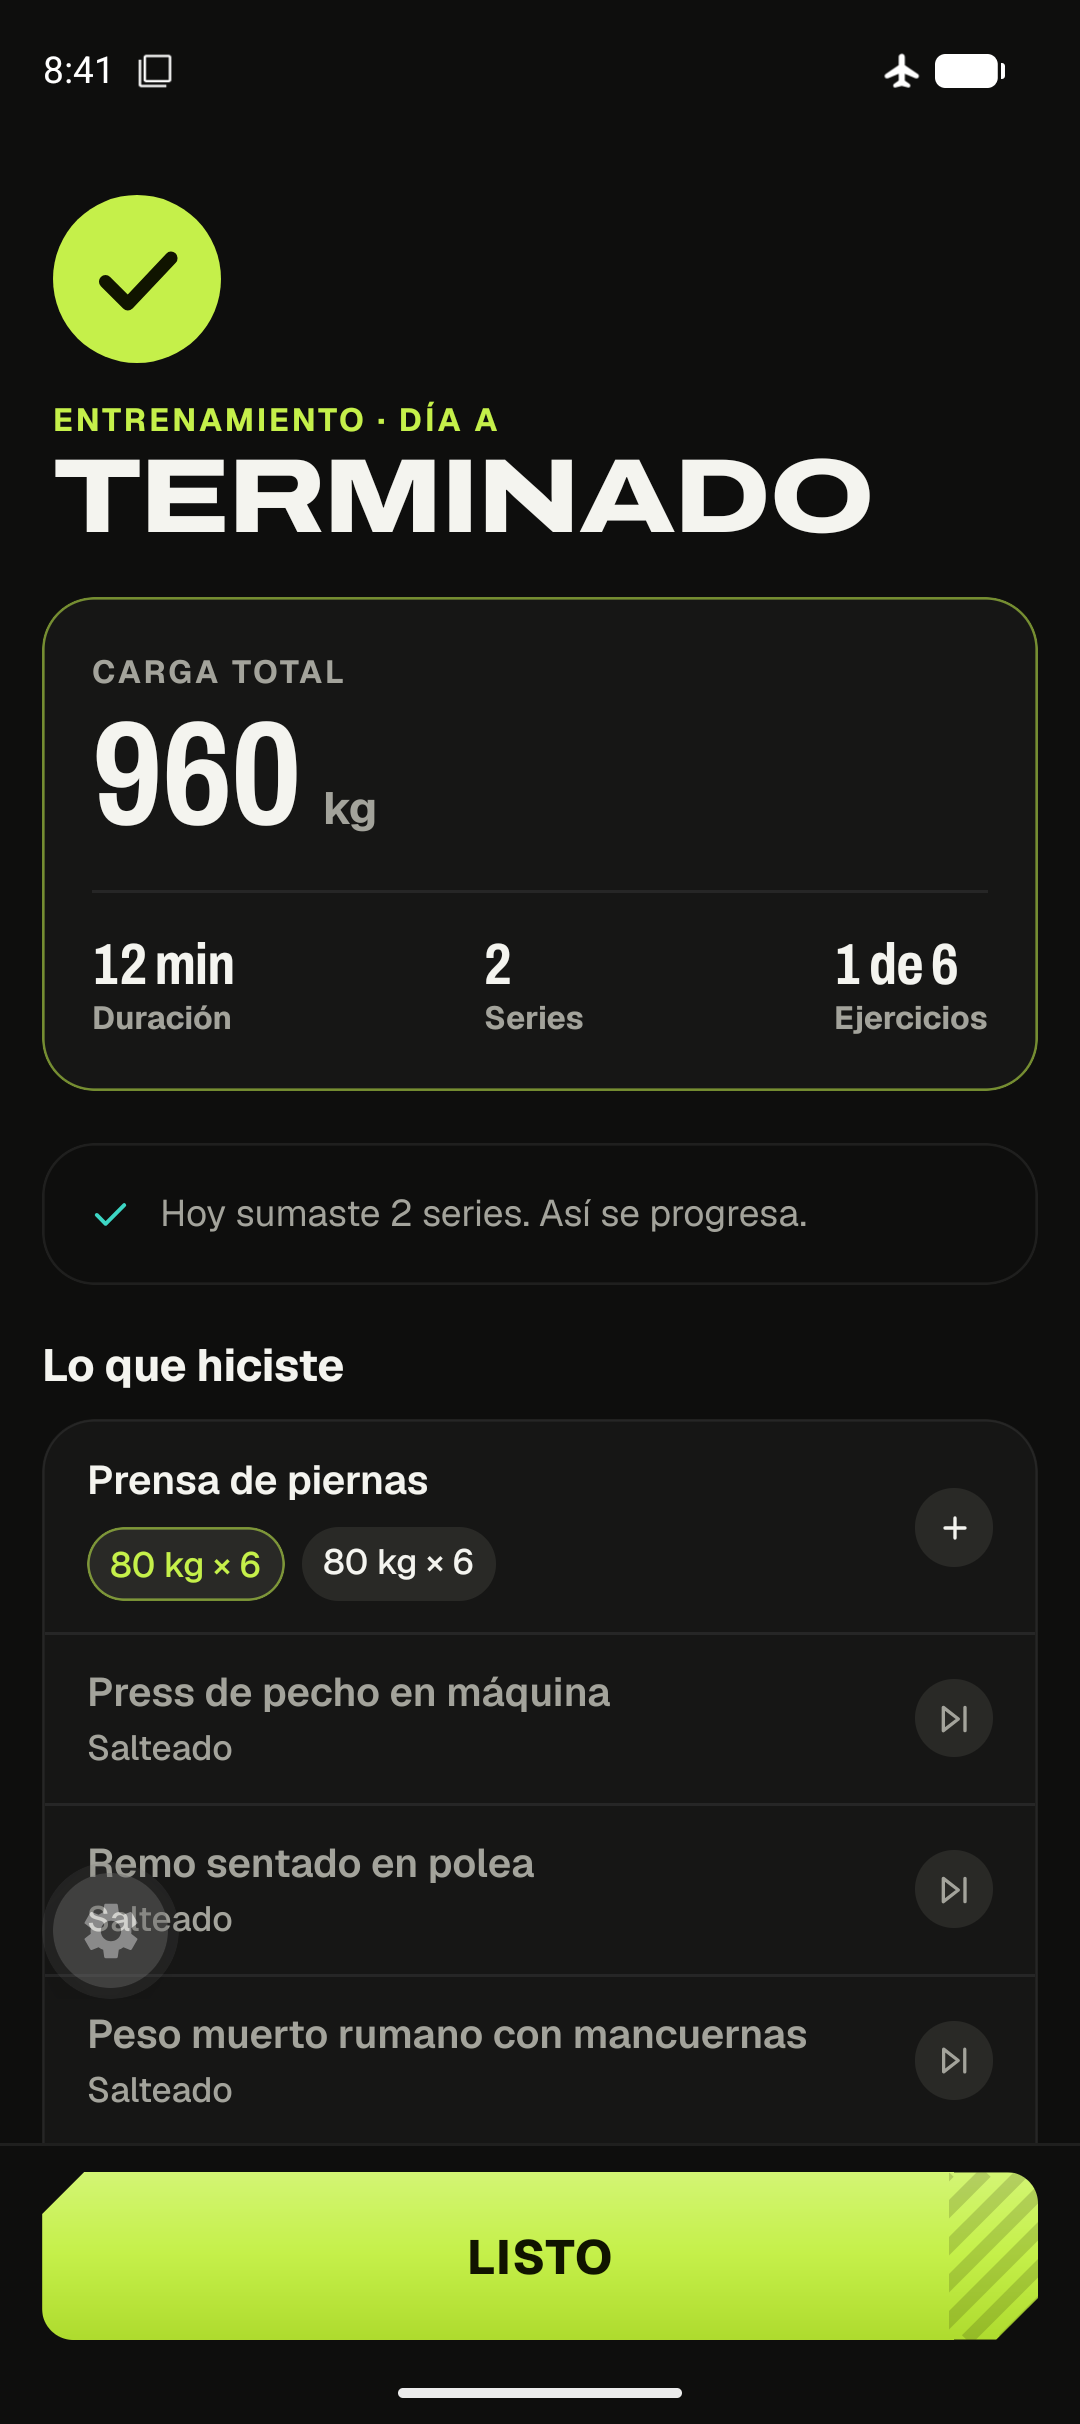 8:41
ENTRENAMIENTO · DÍA A
TERMINADO
CARGA TOTAL
960 kg
12 min
Duración
2
Series
1 de 6
Ejercicios
Hoy sumaste 2 series. Así se progresa.
Lo que hiciste
Prensa de piernas
80 kg × 6
80 kg × 6
Press de pecho en máquina
Salteado
Remo sentado en polea
Salteado
Peso muerto rumano con mancuernas
Salteado
LISTO